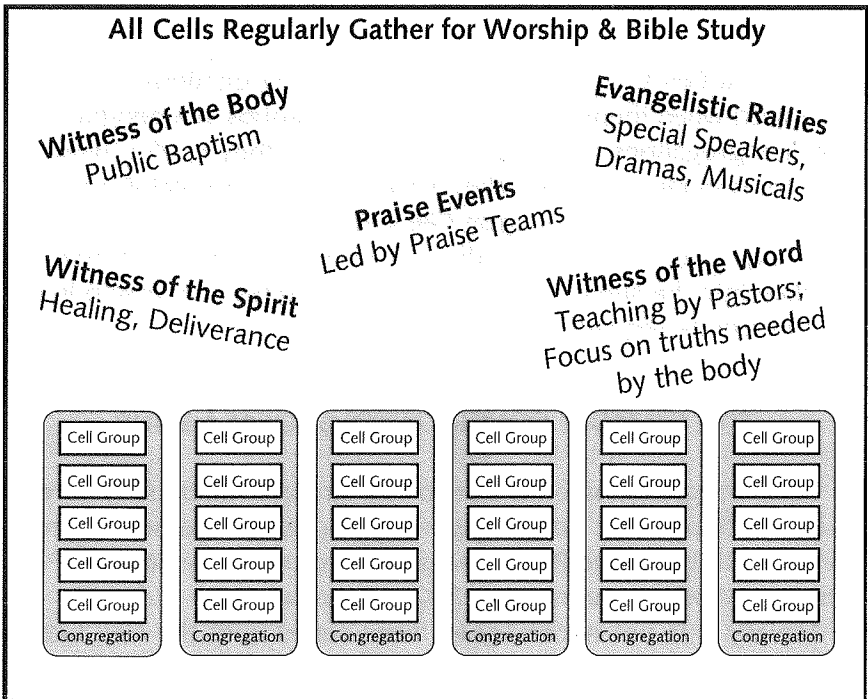 All Cells Regularly Gather for Worship & Bible Study
Witness of the Body
Public Baptism
Evangelistic Rallies
Special Speakers,
Dramas, Musicals
Praise Events
Led by Praise Teams
Witness of the Spirit
Healing, Deliverance
Witness of the Word
Teaching by Pastors;
Focus on truths needed
by the body
Cell Group Cell Group Cell Group Cell Group Cell Group Cell Group
Cell Group Cell Group Cell Group Cell Group Cell Group Cell Group
Cell Group Cell Group Cell Group Cell Group Cell Group Cell Group
Cell Group Cell Group Cell Group Cell Group Cell Group Cell Group
Cell Group Cell Group Cell Group Cell Group Cell Group Cell Group
Congregation Congregation Congregation Congregation Congregation Congregation